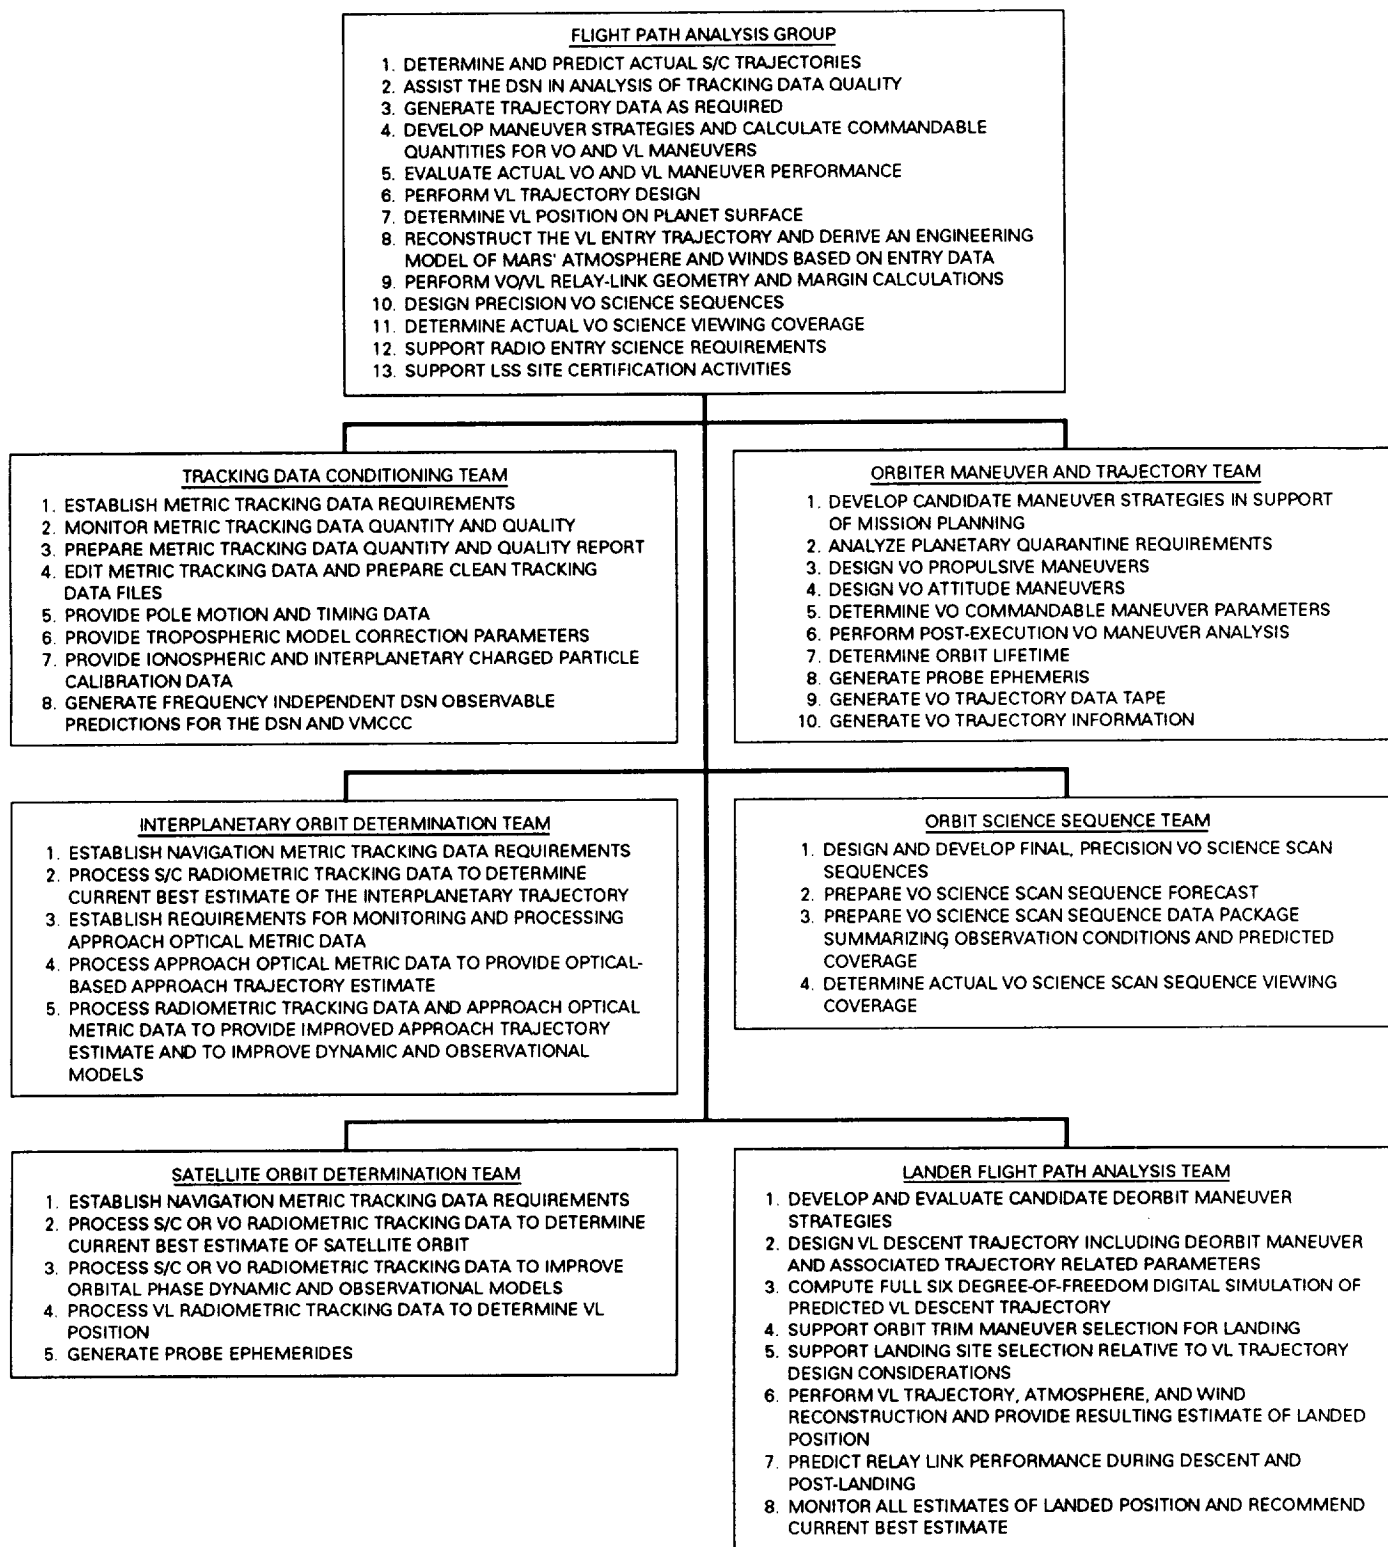 FLIGHT PATH ANALYSIS GROUP
1. DETERMINE AND PREDICT ACTUAL S/C TRAJECTORIES
2. ASSIST THE DSN IN ANALYSIS OF TRACKING DATA QUALITY
3. GENERATE TRAJECTORY DATA AS REQUIRED
4. DEVELOP MANEUVER STRATEGIES AND CALCULATE COMMANDABLE
QUANTITIES FOR VO AND VL MANEUVERS
5. EVALUATE ACTUAL VO AND VL MANEUVER PERFORMANCE
6. PERFORM VL TRAJECTORY DESIGN
7. DETERMINE VL POSITION ON PLANET SURFACE
8. RECONSTRUCT THE VL ENTRY TRAJECTORY AND DERIVE AN ENGINEERING
MODEL OF MARS' ATMOSPHERE AND WINDS BASED ON ENTRY DATA
9. PERFORM VO/VL RELAY-LINK GEOMETRY AND MARGIN CALCULATIONS
10. DESIGN PRECISION VO SCIENCE SEQUENCES
11. DETERMINE ACTUAL VO SCIENCE VIEWING COVERAGE
12. SUPPORT RADIO ENTRY SCIENCE REQUIREMENTS
13. SUPPORT LSS SITE CERTIFICATION ACTIVITIES
TRACKING DATA CONDITIONING TEAM
1. ESTABLISH METRIC TRACKING DATA REQUIREMENTS
2. MONITOR METRIC TRACKING DATA QUANTITY AND QUALITY
3. PREPARE METRIC TRACKING DATA QUANTITY AND QUALITY REPORT
4. EDIT METRIC TRACKING DATA AND PREPARE CLEAN TRACKING
DATA FILES
5. PROVIDE POLE MOTION AND TIMING DATA
6. PROVIDE TROPOSPHERIC MODEL CORRECTION PARAMETERS
7. PROVIDE IONOSPHERIC AND INTERPLANETARY CHARGED PARTICLE
CALIBRATION DATA
8. GENERATE FREQUENCY INDEPENDENT DSN OBSERVABLE
PREDICTIONS FOR THE DSN AND VMCCC
ORBITER MANEUVER AND TRAJECTORY TEAM
1. DEVELOP CANDIDATE MANEUVER STRATEGIES IN SUPPORT
OF MISSION PLANNING
2. ANALYZE PLANETARY QUARANTINE REQUIREMENTS
3. DESIGN VO PROPULSIVE MANEUVERS
4. DESIGN VO ATTITUDE MANEUVERS
5. DETERMINE VO COMMANDABLE MANEUVER PARAMETERS
6. PERFORM POST-EXECUTION VO MANEUVER ANALYSIS
7. DETERMINE ORBIT LIFETIME
8. GENERATE PROBE EPHEMERIS
9. GENERATE VO TRAJECTORY DATA TAPE
10. GENERATE VO TRAJECTORY INFORMATION
INTERPLANETARY ORBIT DETERMINATION TEAM
1. ESTABLISH NAVIGATION METRIC TRACKING DATA REQUIREMENTS
2. PROCESS S/C RADIOMETRIC TRACKING DATA TO DETERMINE
CURRENT BEST ESTIMATE OF THE INTERPLANETARY TRAJECTORY
3. ESTABLISH REQUIREMENTS FOR MONITORING AND PROCESSING
APPROACH OPTICAL METRIC DATA
4. PROCESS APPROACH OPTICAL METRIC DATA TO PROVIDE OPTICAL-
BASED APPROACH TRAJECTORY ESTIMATE
5. PROCESS RADIOMETRIC TRACKING DATA AND APPROACH OPTICAL
METRIC DATA TO PROVIDE IMPROVED APPROACH TRAJECTORY
ESTIMATE AND TO IMPROVE DYNAMIC AND OBSERVATIONAL
MODELS
ORBIT SCIENCE SEQUENCE TEAM
1. DESIGN AND DEVELOP FINAL, PRECISION VO SCIENCE SCAN
SEQUENCES
2. PREPARE VO SCIENCE SCAN SEQUENCE FORECAST
3. PREPARE VO SCIENCE SCAN SEQUENCE DATA PACKAGE
SUMMARIZING OBSERVATION CONDITIONS AND PREDICTED
COVERAGE
4. DETERMINE ACTUAL VO SCIENCE SCAN SEQUENCE VIEWING
COVERAGE
SATELLITE ORBIT DETERMINATION TEAM
1. ESTABLISH NAVIGATION METRIC TRACKING DATA REQUIREMENTS
2. PROCESS S/C OR VO RADIOMETRIC TRACKING DATA TO DETERMINE
CURRENT BEST ESTIMATE OF SATELLITE ORBIT
3. PROCESS S/C OR VO RADIOMETRIC TRACKING DATA TO IMPROVE
ORBITAL PHASE DYNAMIC AND OBSERVATIONAL MODELS
4. PROCESS VL RADIOMETRIC TRACKING DATA TO DETERMINE VL
POSITION
5. GENERATE PROBE EPHEMERIDES
LANDER FLIGHT PATH ANALYSIS TEAM
1. DEVELOP AND EVALUATE CANDIDATE DEORBIT MANEUVER
STRATEGIES
2. DESIGN VL DESCENT TRAJECTORY INCLUDING DEORBIT MANEUVER
AND ASSOCIATED TRAJECTORY RELATED PARAMETERS
3. COMPUTE FULL SIX DEGREE-OF-FREEDOM DIGITAL SIMULATION OF
PREDICTED VL DESCENT TRAJECTORY
4. SUPPORT ORBIT TRIM MANEUVER SELECTION FOR LANDING
5. SUPPORT LANDING SITE SELECTION RELATIVE TO VL TRAJECTORY
DESIGN CONSIDERATIONS
6. PERFORM VL TRAJECTORY, ATMOSPHERE, AND WIND
RECONSTRUCTION AND PROVIDE RESULTING ESTIMATE OF LANDED
POSITION
7. PREDICT RELAY LINK PERFORMANCE DURING DESCENT AND
POST-LANDING
8. MONITOR ALL ESTIMATES OF LANDED POSITION AND RECOMMEND
CURRENT BEST ESTIMATE